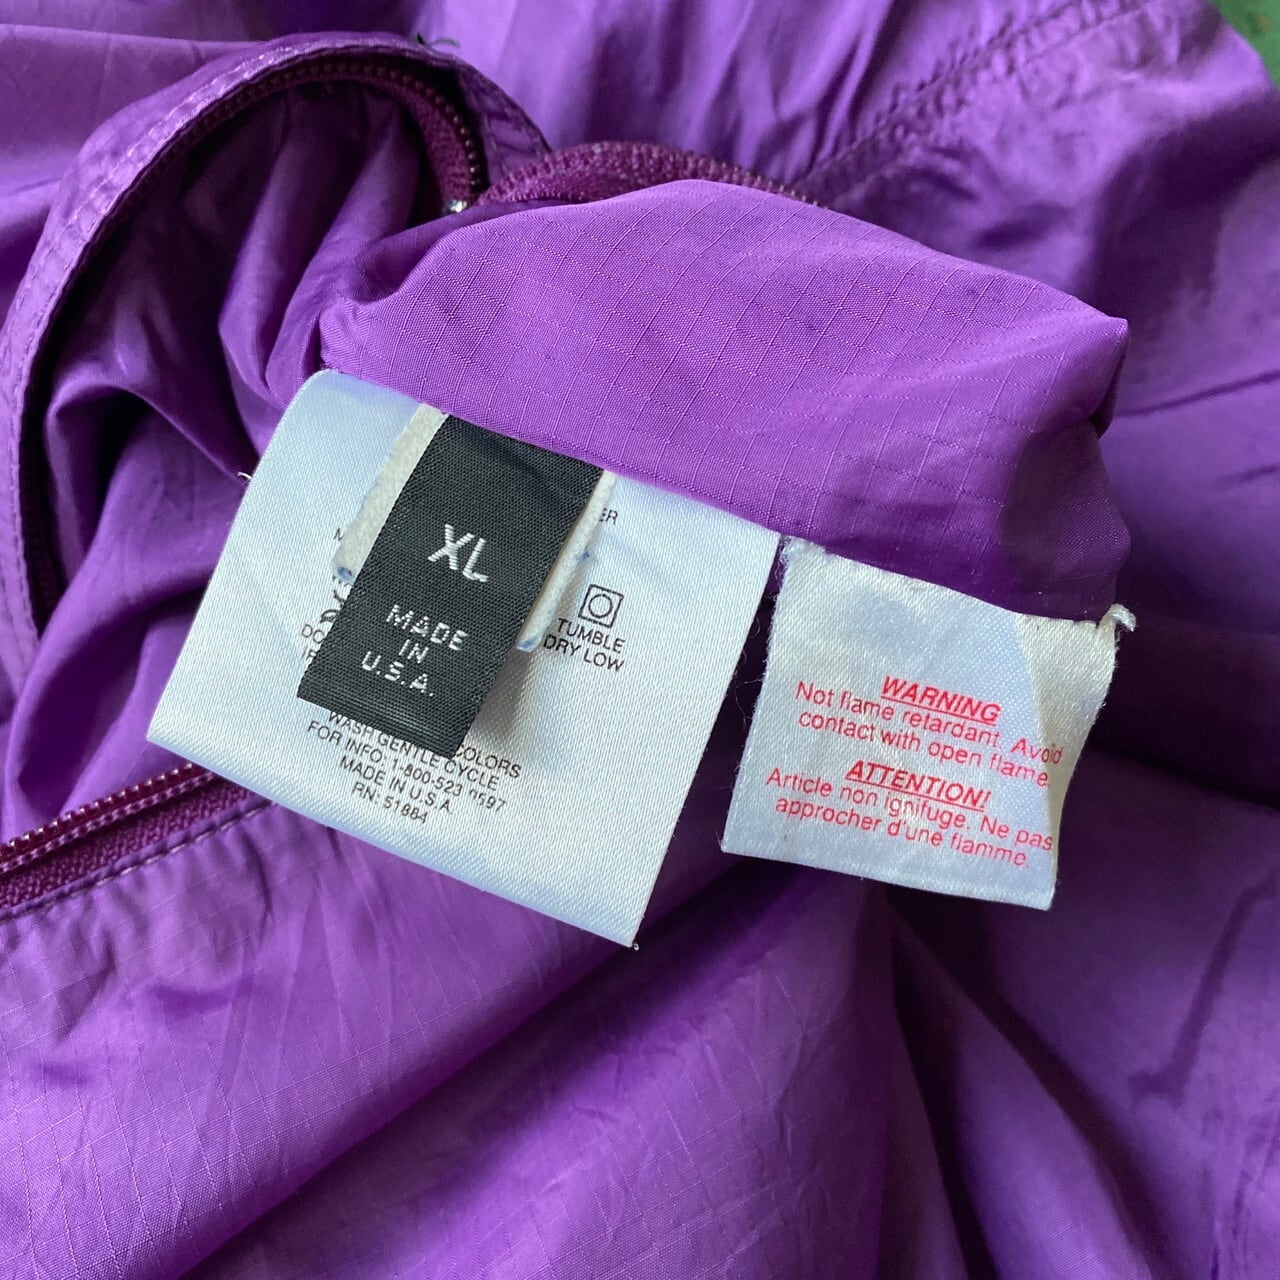 XL
MADE
IN
U.S.A.
TUMBLE
DRY LOW
WASH GENTLE CYCLE
FOR INFO: 1-800-523
MADE IN U.S.A.
RN: 51884
WARNING
Not flame retardant. Avoid
contact with open flame.
ATTENTION!
Article non ignifuge. Ne pas
approcher d'une flamme.